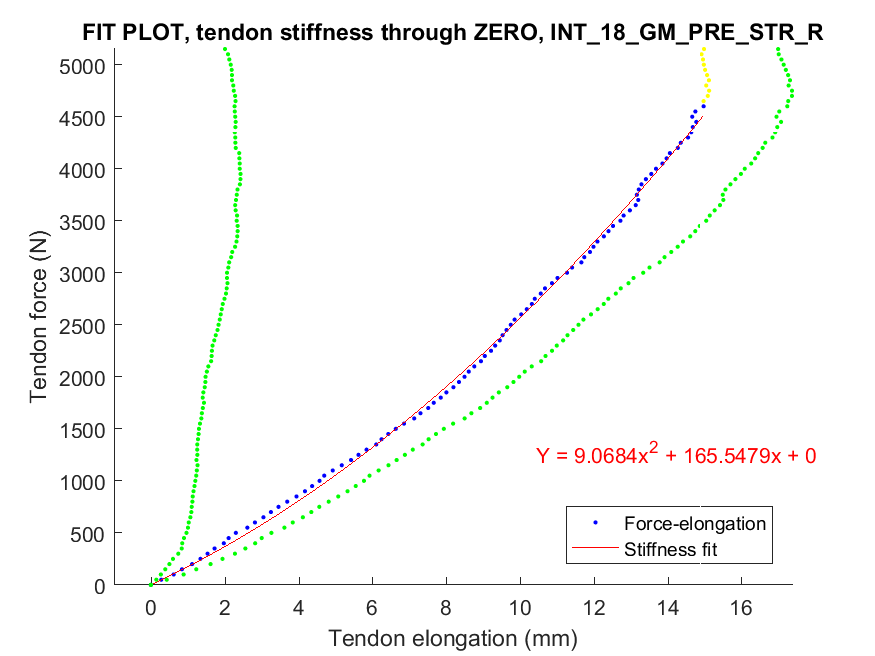 FIT PLOT, tendon stiffness through ZERO, INT_18_GM_PRE_STR_R
5000
4500
4000
3500
3000
2500
2000
1500
1000
500
0
Tendon force (N)
Y = 9.0684x² + 165.5479x + 0
Force-elongation
Stiffness fit
0 2 4 6 8 10 12 14 16
Tendon elongation (mm)